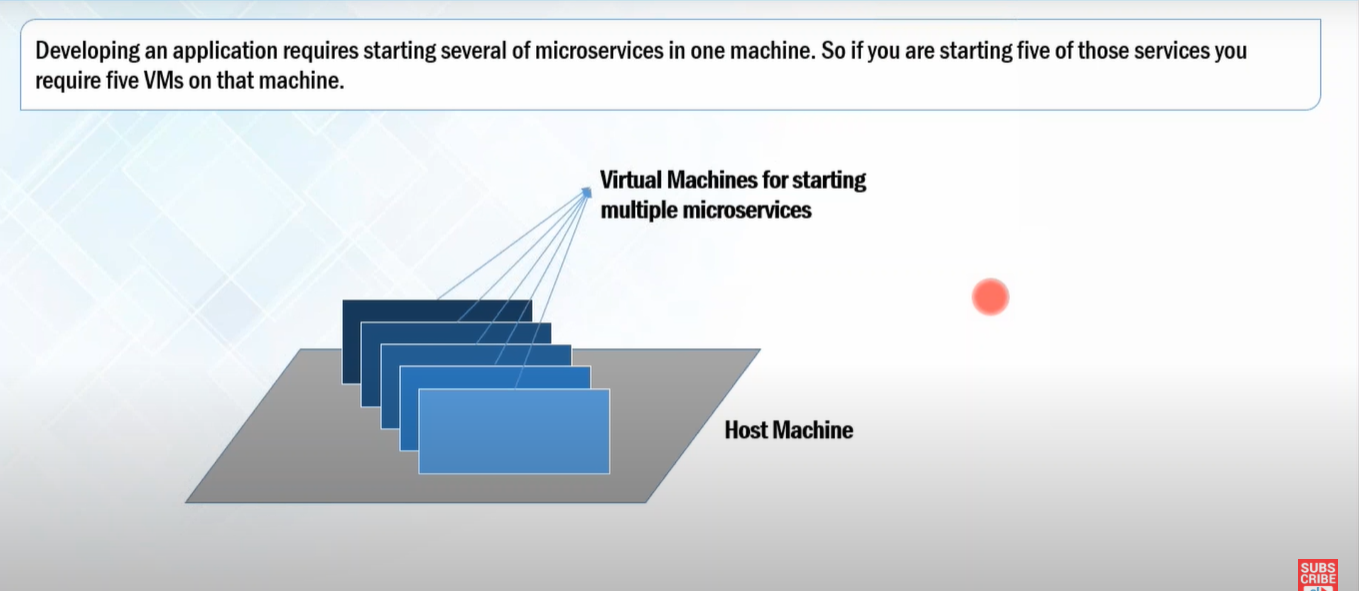 Developing an application requires starting several of microservices in one machine. So if you are starting five of those services you
require five VMs on that machine.
Virtual Machines for starting
multiple microservices
Host Machine
SUBS
CRIBE